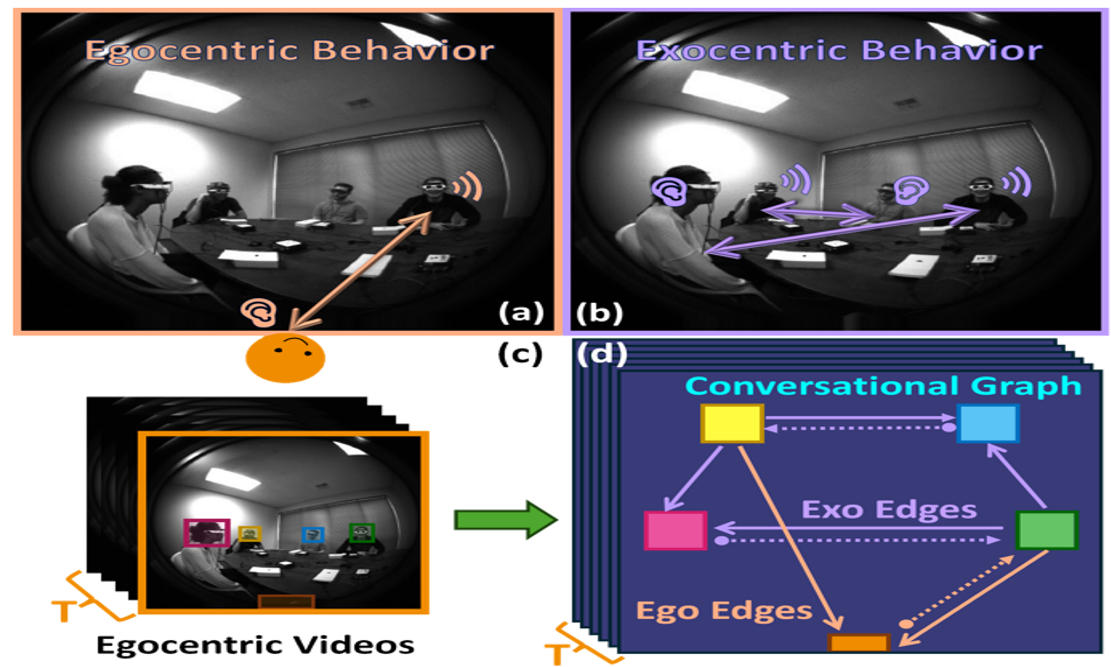 Egocentric Behavior
Exocentric Behavior
(a)
(b)
(c)
(d)
Conversational Graph
Exo Edges
Ego Edges
T
Egocentric Videos
T